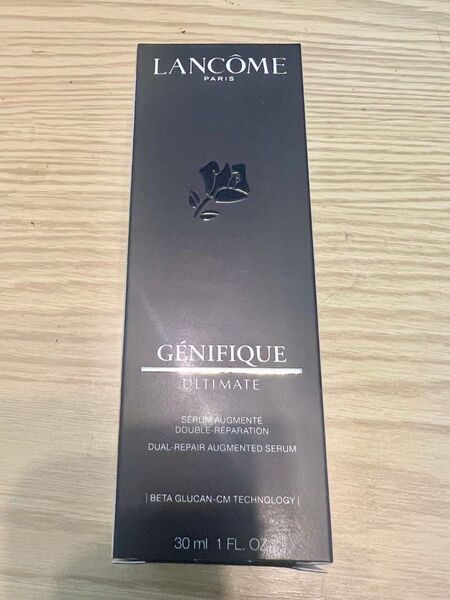 LANCÔME
PARIS
GÉNIFIQUE
ULTIMATE
SÉRUM AUGMENTÉ
DOUBLE-RÉPARATION
DUAL-REPAIR AUGMENTED SERUM
| BETA GLUCAN-CM TECHNOLOGY |
30 ml 1 FL. OZ